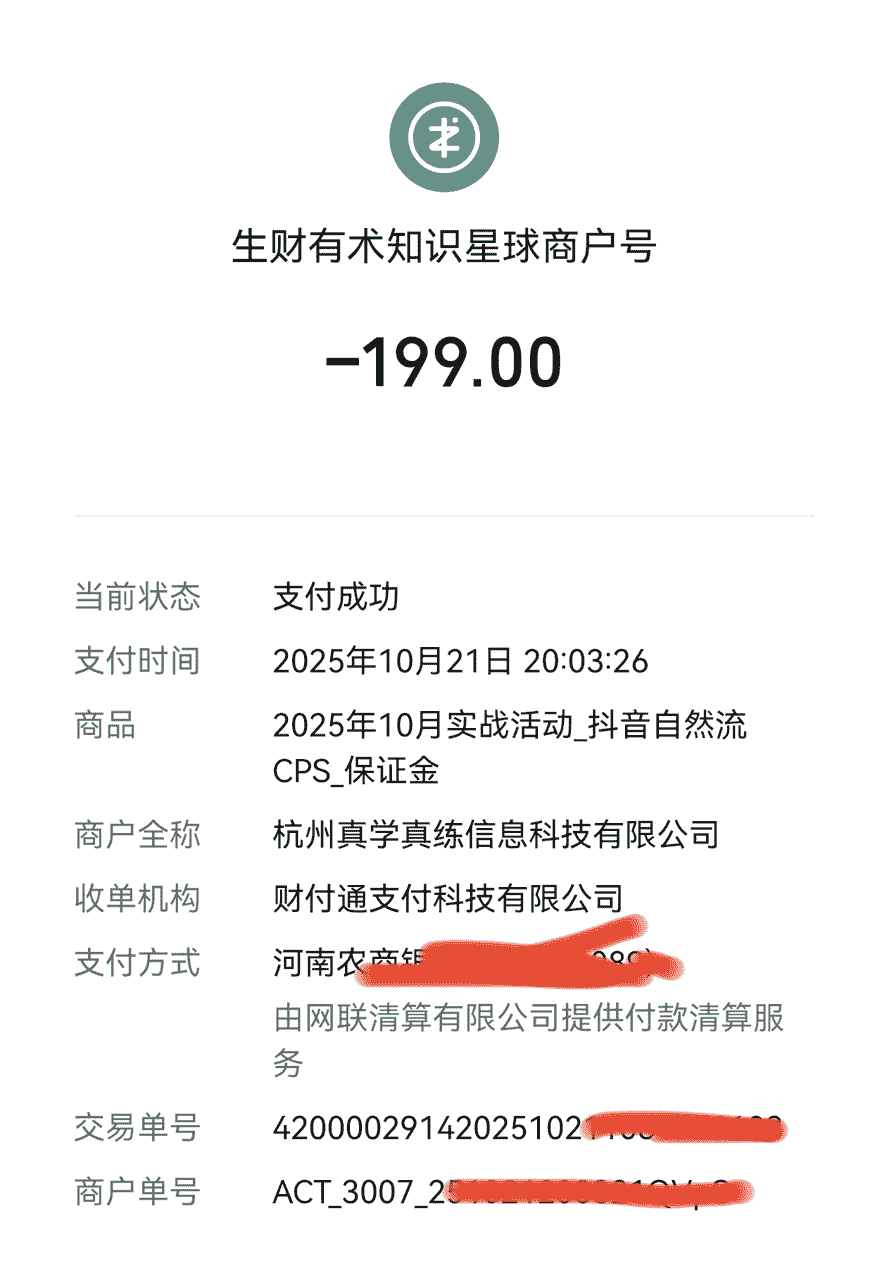 生财有术知识星球商户号
-199.00
当前状态 支付成功
支付时间 2025年10月21日 20:03:26
商品 2025年10月实战活动_抖音自然流
CPS_保证金
商户全称 杭州真学真练信息科技有限公司
收单机构 财付通支付科技有限公司
支付方式 河南农商银
由网联清算有限公司提供付款清算服
务
交易单号 42000029142025102
商户单号 ACT_3007_2